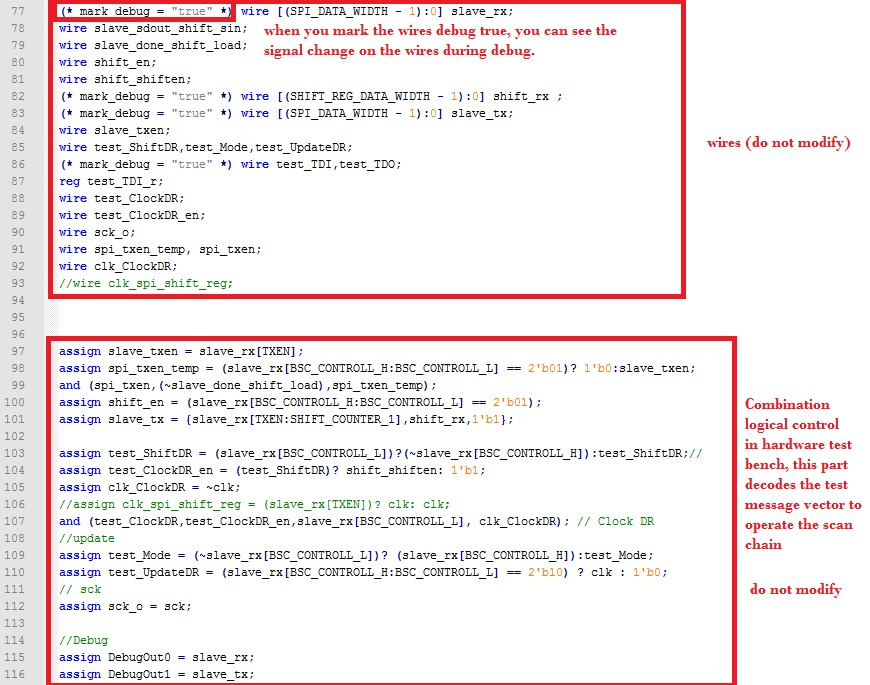 77 (* mark_debug = "true" *) wire [(SPI_DATA_WIDTH - 1):0] slave_rx;
78 wire slave_sdout_shift_sin;
79 wire slave_done_shift_load;
when you mark the wires debug true, you can see the
signal change on the wires during debug.
80 wire shift_en;
81 wire shift_shiften;
82 (* mark_debug = "true" *) wire [(SHIFT_REG_DATA_WIDTH - 1):0] shift_rx ;
83 (* mark_debug = "true" *) wire [(SPI_DATA_WIDTH - 1):0] slave_tx;
84 wire slave_txen;
85 wire test_ShiftDR,test_Mode,test_UpdateDR;
86 (* mark_debug = "true" *) wire test_TDI,test_TDO;
87 reg test_TDI_r;
88 wire test_ClockDR;
89 wire test_ClockDR_en;
90 wire sck_o;
91 wire spi_txen_temp, spi_txen;
92 wire clk_ClockDR;
93 //wire clk_spi_shift_reg;
wires (do not modify)
94
95
96
97 assign slave_txen = slave_rx[TXEN];
98 assign spi_txen_temp = (slave_rx[BSC_CONTROLL_H:BSC_CONTROLL_L] == 2'b01)? 1'b0:slave_txen;
99 and (spi_txen,(~slave_done_shift_load),spi_txen_temp);
100 assign shift_en = (slave_rx[BSC_CONTROLL_H:BSC_CONTROLL_L] == 2'b01);
101 assign slave_tx = {slave_rx[TXEN:SHIFT_COUNTER_1],shift_rx,1'b1};
102
103 assign test_ShiftDR = (slave_rx[BSC_CONTROLL_L])?(~slave_rx[BSC_CONTROLL_H]):test_ShiftDR;//
104 assign test_ClockDR_en = (test_ShiftDR)? shift_shiften: 1'b1;
105 assign clk_ClockDR = ~clk;
106 //assign clk_spi_shift_reg = (slave_rx[TXEN])? clk: clk;
107 and (test_ClockDR,test_ClockDR_en,slave_rx[BSC_CONTROLL_L], clk_ClockDR); // Clock DR
108 //update
109 assign test_Mode = (~slave_rx[BSC_CONTROLL_L])? (slave_rx[BSC_CONTROLL_H]):test_Mode;
110 assign test_UpdateDR = (slave_rx[BSC_CONTROLL_H:BSC_CONTROLL_L] == 2'b10) ? clk : 1'b0;
111 // sck
112 assign sck_o = sck;
113
114 //Debug
115 assign DebugOut0 = slave_rx;
116 assign DebugOut1 = slave_tx;
Combination
logical control
in hardware test
bench, this part
decodes the test
message vector to
operate the scan
chain
do not modify